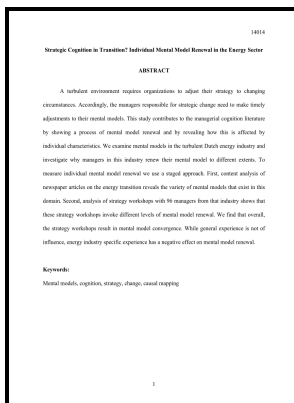 14014
Strategic Cognition in Transition? Individual Mental Model Renewal in the Energy Sector
ABSTRACT
A turbulent environment requires organizations to adjust their strategy to changing
circumstances. Accordingly, the managers responsible for strategic change need to make timely
adjustments to their mental models. This study contributes to the managerial cognition literature
by showing a process of mental model renewal and by revealing how this is affected by
individual characteristics. We examine mental models in the turbulent Dutch energy industry and
investigate why managers in this industry renew their mental model to different extents. To
measure individual mental model renewal we use a staged approach. First, content analysis of
newspaper articles on the energy transition reveals the variety of mental models that exist in this
domain. Second, analysis of strategy workshops with 96 managers from that industry shows that
these strategy workshops invoke different levels of mental model renewal. We find that overall,
the strategy workshops result in mental model convergence. While general experience is not of
influence, energy industry specific experience has a negative effect on mental model renewal.
Keywords:
Mental models, cognition, strategy, change, causal mapping
1